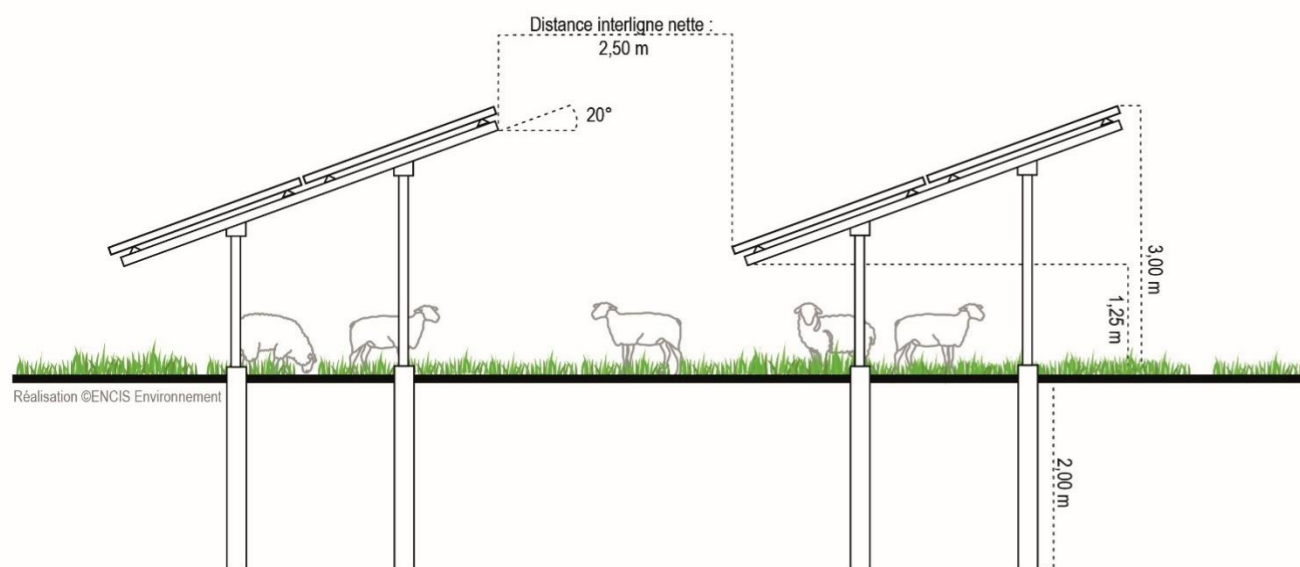 Distance interligne nette :
2,50 m
20°
3,00 m
1,25 m
Réalisation ©ENCIS Environnement
2,00 m